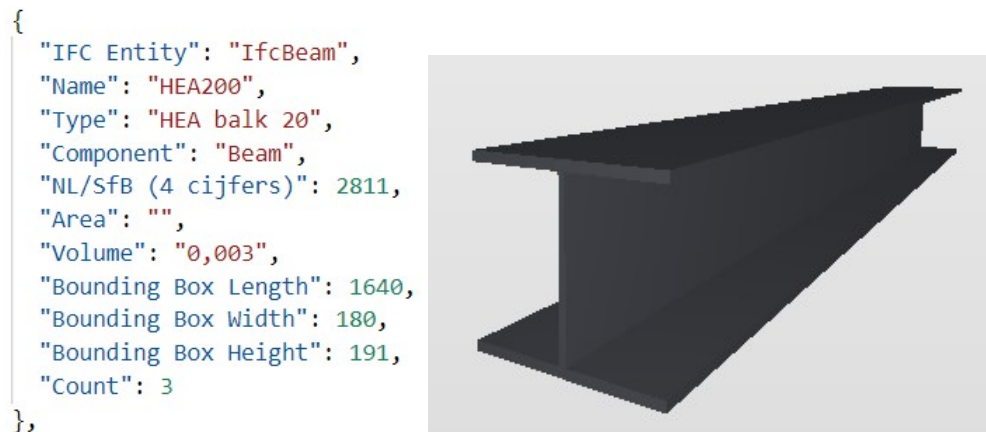 {
"IFC Entity": "IfcBeam",
"Name": "HEA200",
"Type": "HEA balk 20",
"Component": "Beam",
"NL/SfB (4 cijfers)": 2811,
"Area": "",
"Volume": "0,003",
"Bounding Box Length": 1640,
"Bounding Box Width": 180,
"Bounding Box Height": 191,
"Count": 3
},